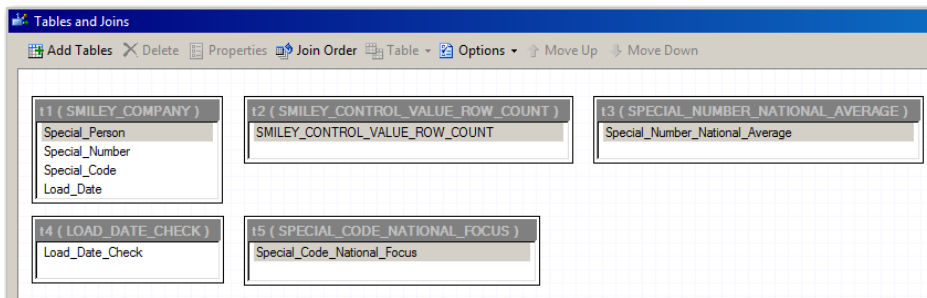 Tables and Joins
Add Tables Delete Properties Join Order Table Options Move Up Move Down
t1 ( SMILEY_COMPANY ) t2 ( SMILEY_CONTROL_VALUE_ROW_COUNT ) t3 ( SPECIAL_NUMBER_NATIONAL_AVERAGE )
Special_Person SMILEY_CONTROL_VALUE_ROW_COUNT Special_Number_National_Average
Special_Number
Special_Code
Load_Date
t4 ( LOAD_DATE_CHECK ) t5 ( SPECIAL_CODE_NATIONAL_FOCUS )
Load_Date_Check Special_Code_National_Focus